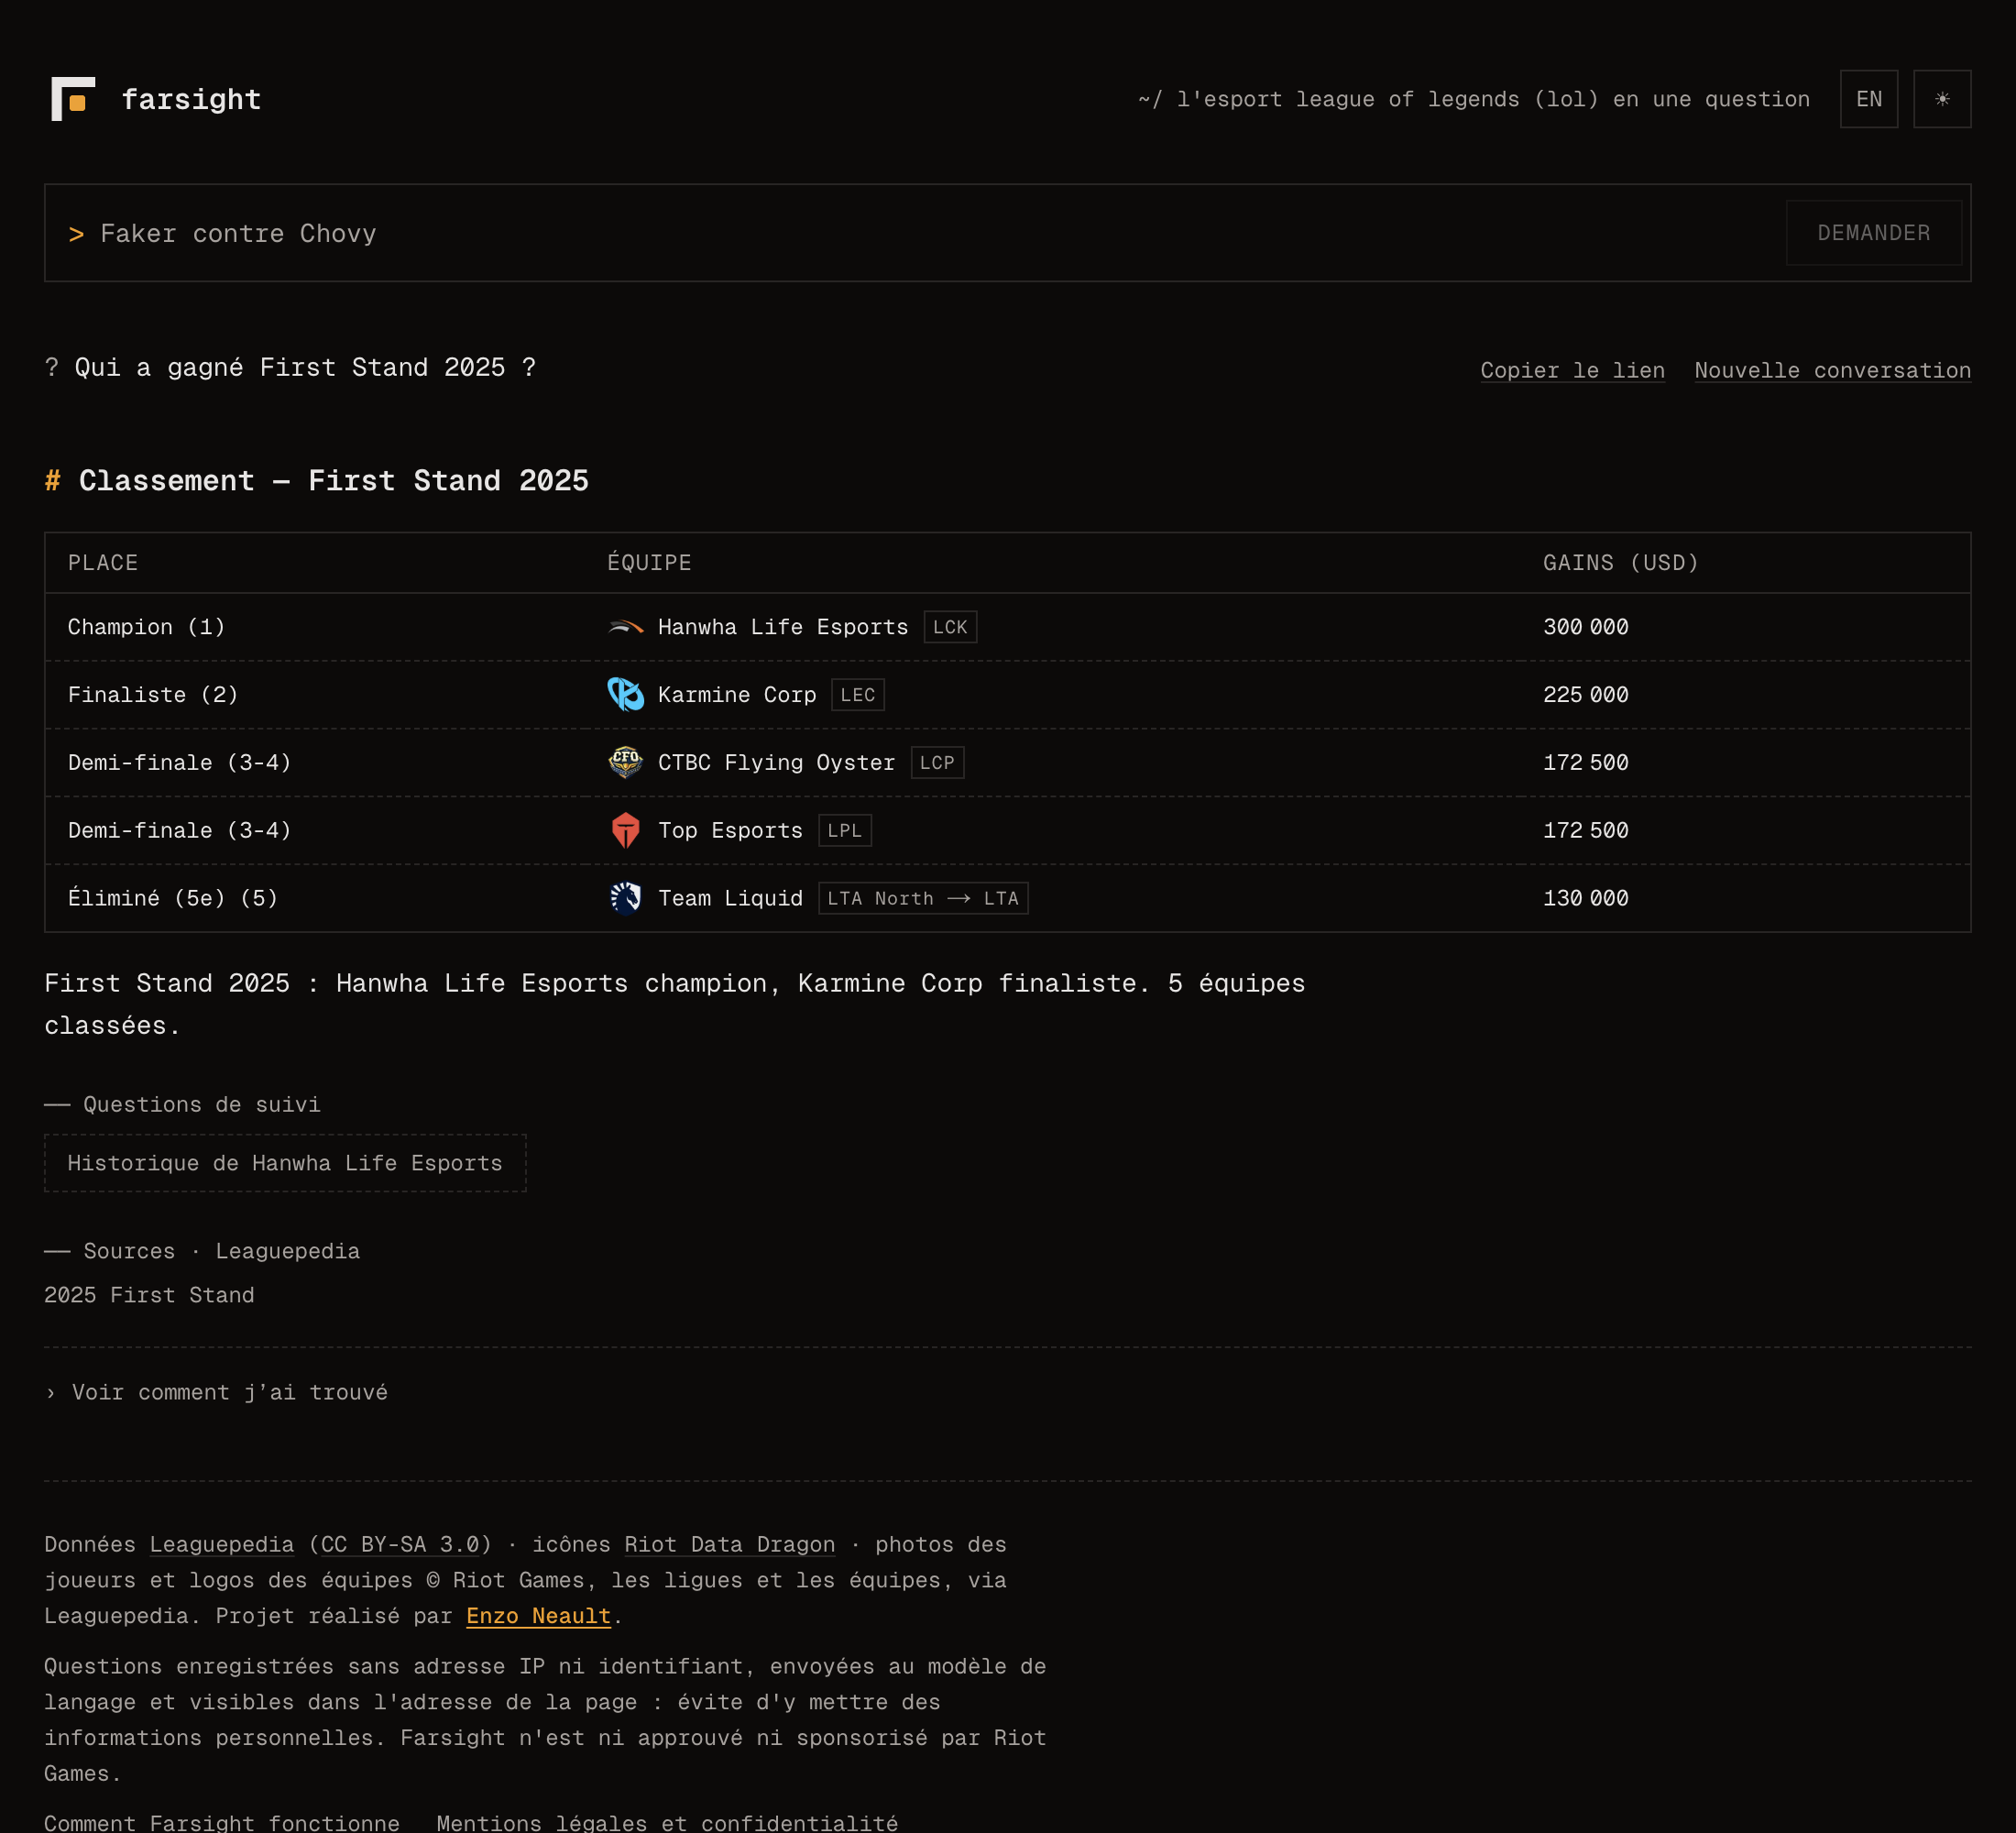 farsight
~/ l'esport league of legends (lol) en une question
EN
☀
> Faker contre Chovy
DEMANDER
? Qui a gagné First Stand 2025 ?
Copier le lien
Nouvelle conversation
# Classement — First Stand 2025
PLACE ÉQUIPE GAINS (USD)
Champion (1) Hanwha Life Esports LCK 300 000
Finaliste (2) Karmine Corp LEC 225 000
Demi-finale (3-4) CFO CTBC Flying Oyster LCP 172 500
Demi-finale (3-4) Top Esports LPL 172 500
Éliminé (5e) (5) Team Liquid LTA North → LTA 130 000
First Stand 2025 : Hanwha Life Esports champion, Karmine Corp finaliste. 5 équipes
classées.
── Questions de suivi
Historique de Hanwha Life Esports
── Sources · Leaguepedia
2025 First Stand
› Voir comment j’ai trouvé
Données Leaguepedia (CC BY-SA 3.0) · icônes Riot Data Dragon · photos des
joueurs et logos des équipes © Riot Games, les ligues et les équipes, via
Leaguepedia. Projet réalisé par Enzo Neault.
Questions enregistrées sans adresse IP ni identifiant, envoyées au modèle de
langage et visibles dans l'adresse de la page : évite d'y mettre des
informations personnelles. Farsight n'est ni approuvé ni sponsorisé par Riot
Games.
Comment Farsight fonctionne Mentions légales et confidentialité